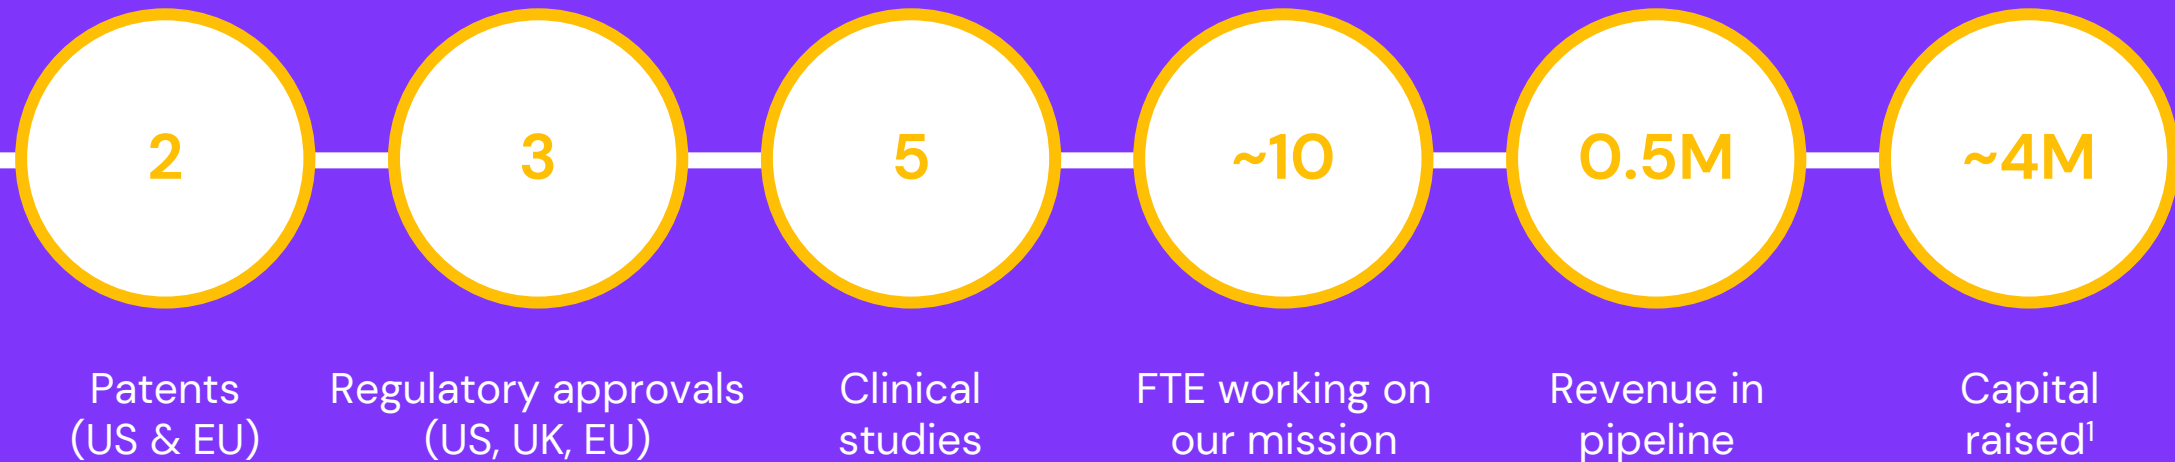 2
3
5
~10
0.5M
~4M
Patents
(US & EU)
Regulatory approvals
(US, UK, EU)
Clinical
studies
FTE working on
our mission
Revenue in
pipeline
Capital
raised¹